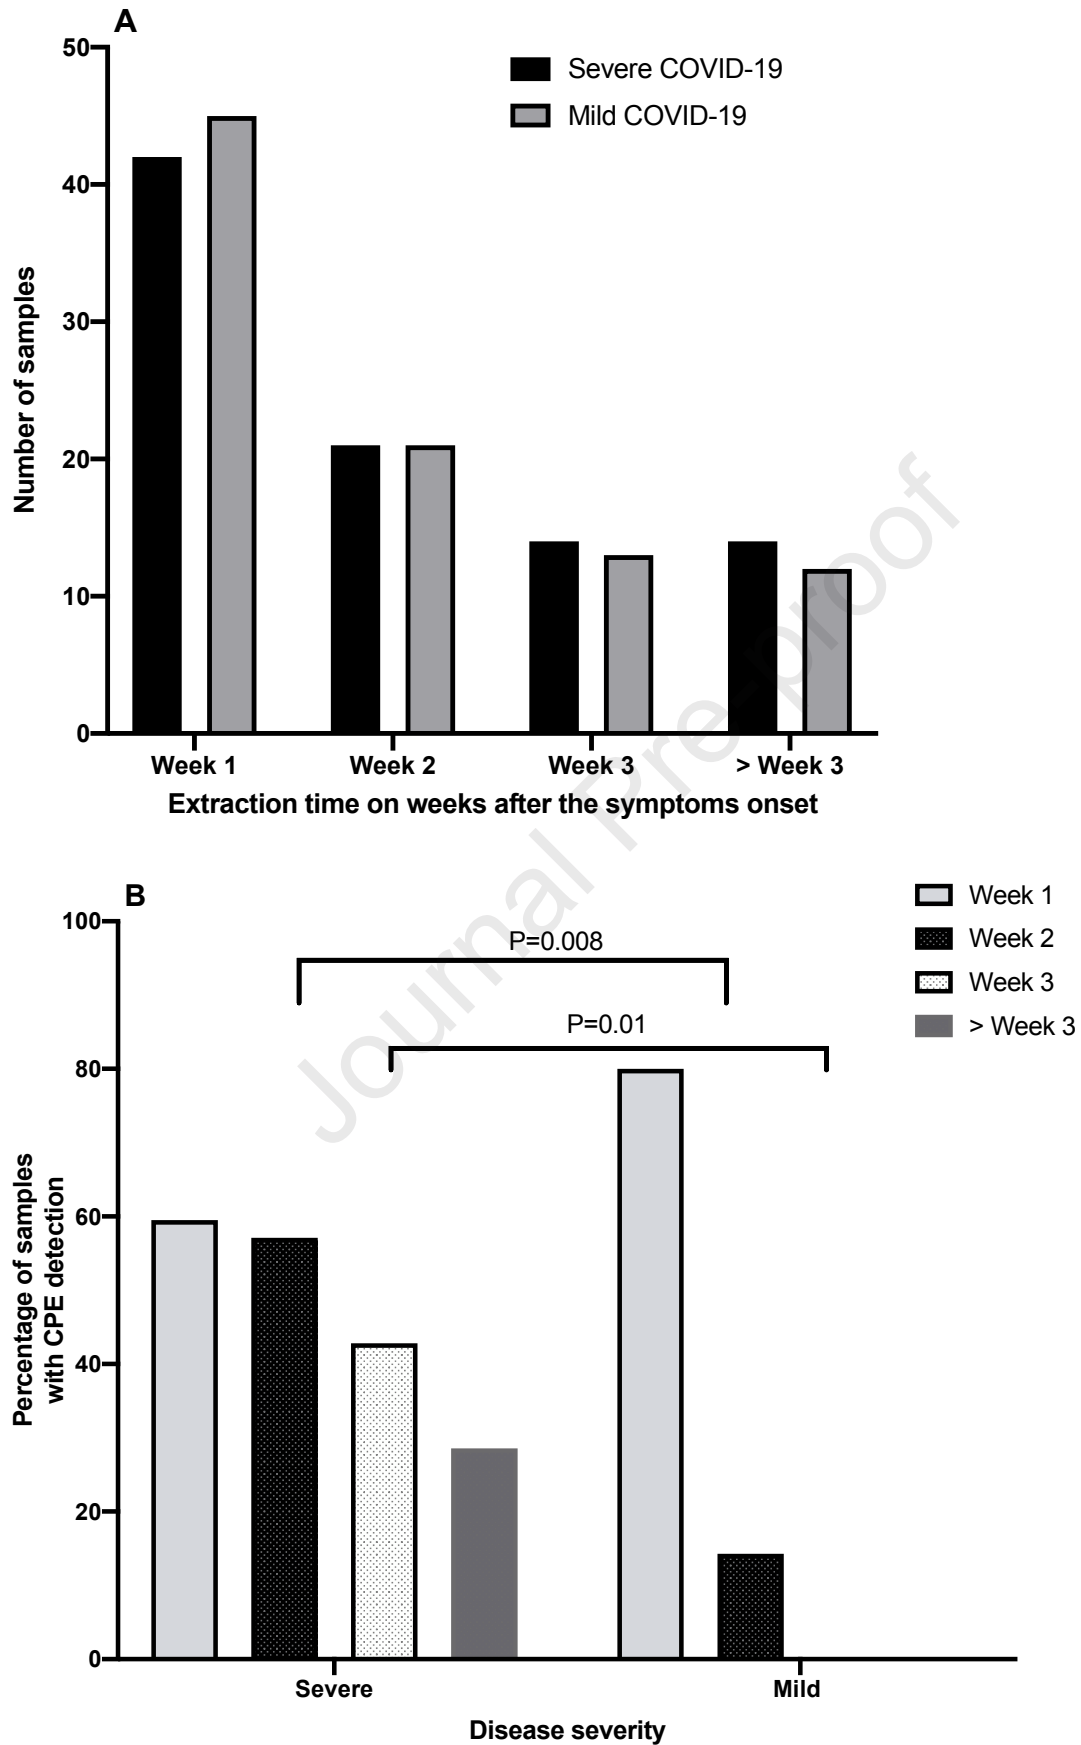 A
50
40
30
20
10
0
Number of samples
Severe COVID-19
Mild COVID-19
Week 1
Week 2
Week 3
> Week 3
Extraction time on weeks after the symptoms onset
Journal Pre-proof
B
100
80
60
40
20
0
Percentage of samples
with CPE detection
P=0.008
P=0.01
Week 1
Week 2
Week 3
> Week 3
Severe
Mild
Disease severity